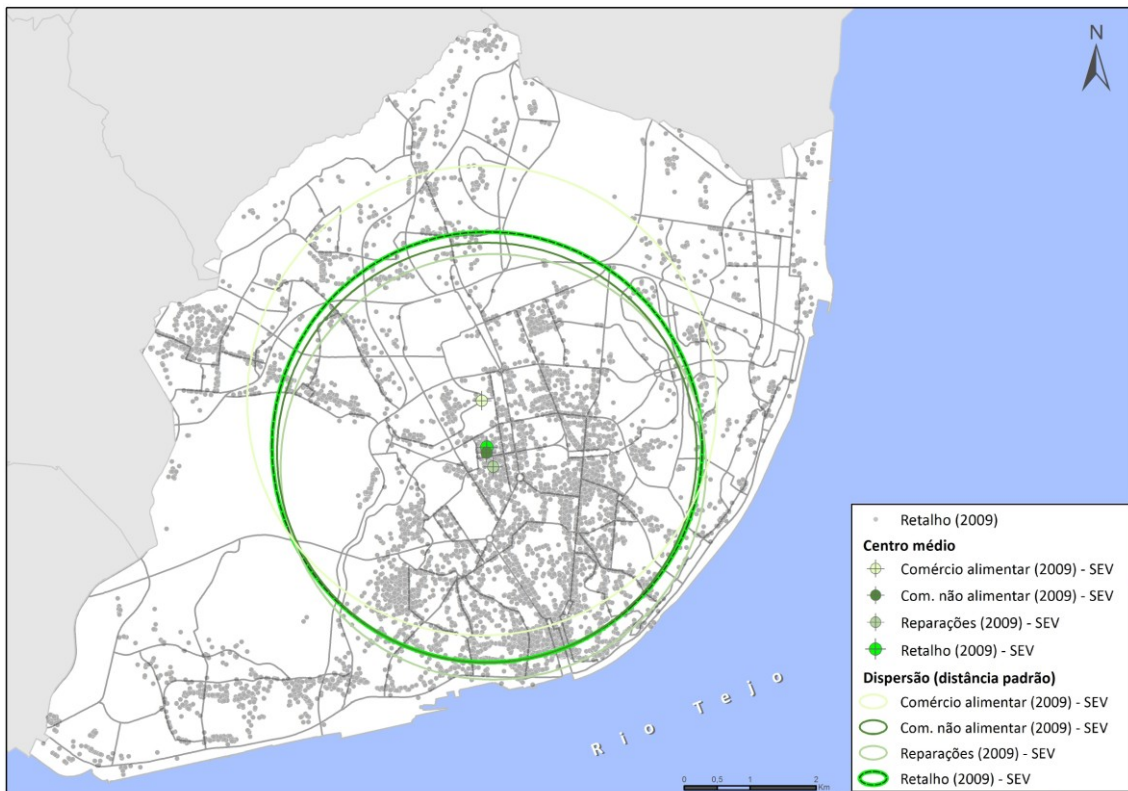 N
Rio Tejo
0 0,5 1 2
Km
Retalho (2009)
Centro médio
Comércio alimentar (2009) - SEV
Com. não alimentar (2009) - SEV
Reparações (2009) - SEV
Retalho (2009) - SEV
Dispersão (distância padrão)
Comércio alimentar (2009) - SEV
Com. não alimentar (2009) - SEV
Reparações (2009) - SEV
Retalho (2009) - SEV